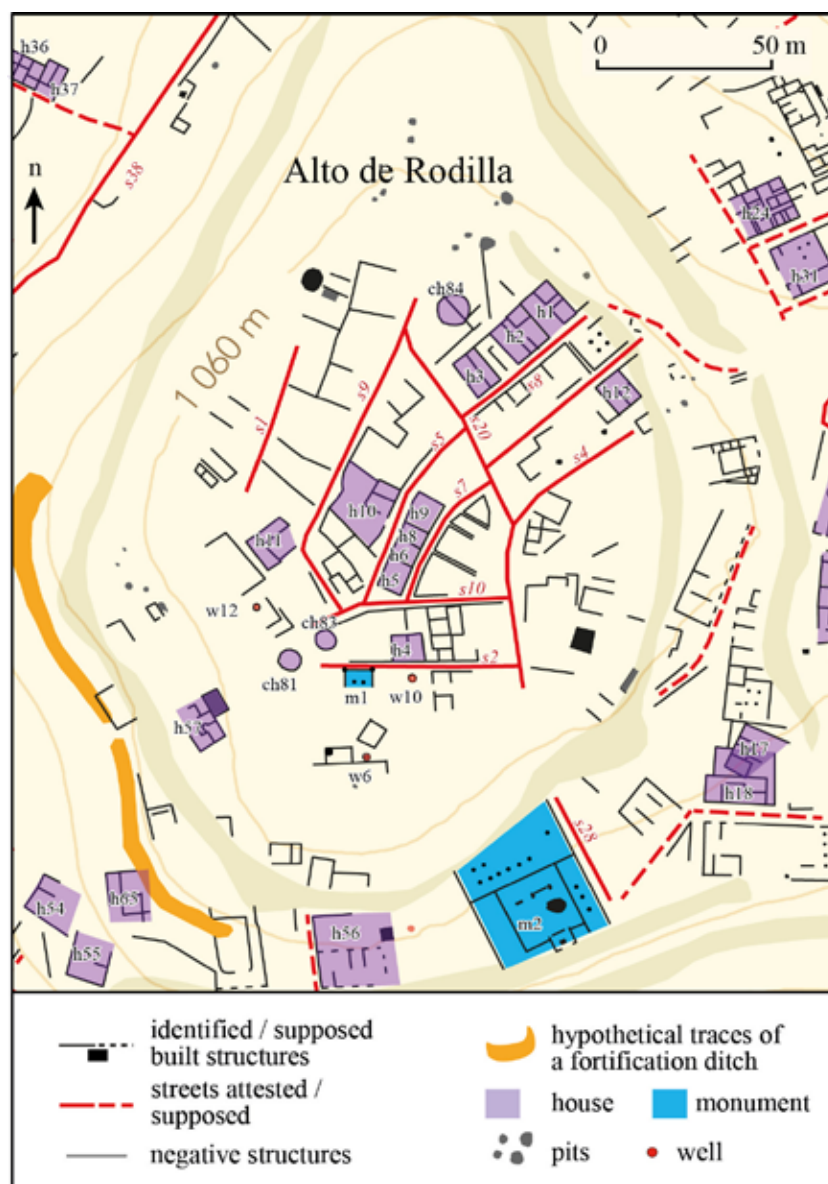 h36
h37
0 50 m
s38
n
Alto de Rodilla
h24
h31
ch84
h1
h2
h3
1 060 m
s9
s8
h12
s1
s5
s20
s4
s7
h10
h9
h8
h6
h5
h11
s10
w12
ch83
h4
s2
ch81
m1
w10
h57
w6
h17
h18
s28
h54
h65
h55
h56
m2
identified / supposed
built structures
streets attested /
supposed
negative structures
hypothetical traces of
a fortification ditch
house
monument
pits
well